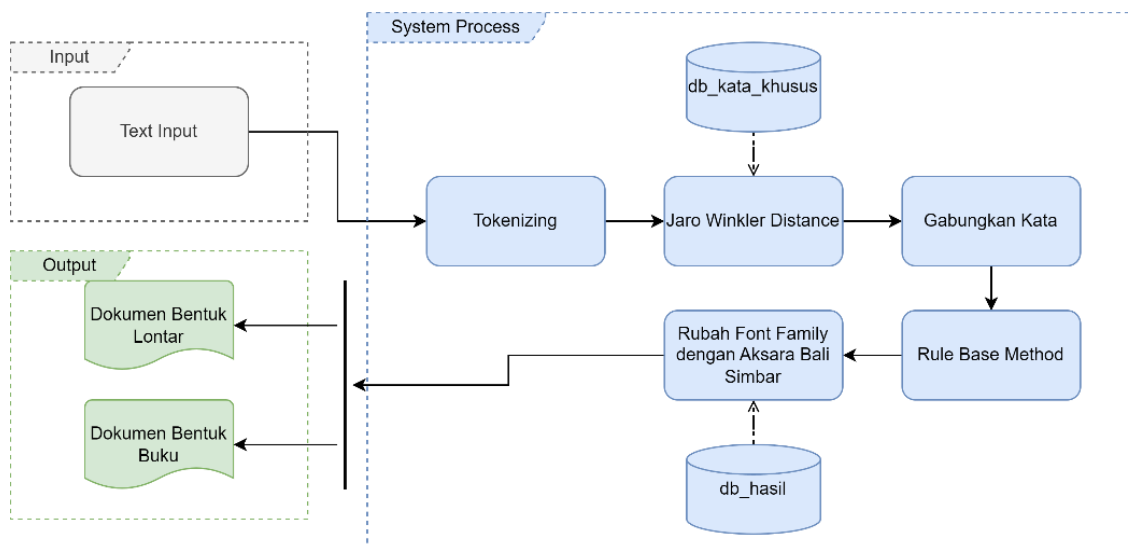 Input
Text Input
System Process
db_kata_khusus
Tokenizing
Jaro Winkler Distance
Gabungkan Kata
Rule Base Method
Rubah Font Family
dengan Aksara Bali
Simbar
db_hasil
Output
Dokumen Bentuk
Lontar
Dokumen Bentuk
Buku